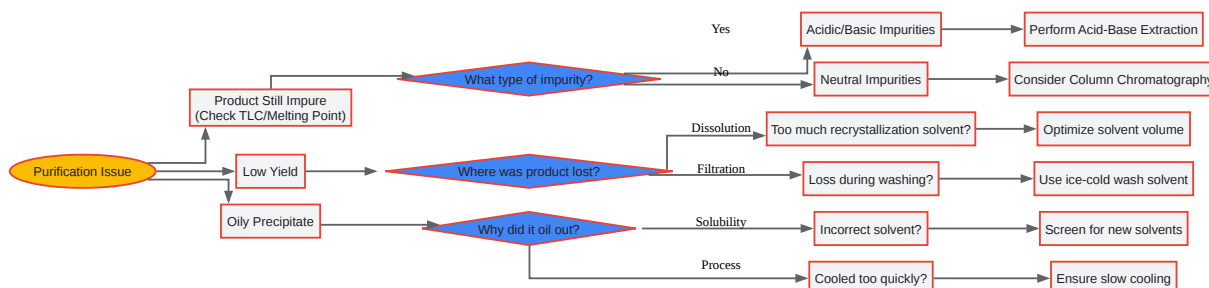 Yes
Acidic/Basic Impurities
Perform Acid-Base Extraction
What type of impurity?
No
Neutral Impurities
Consider Column Chromatography
Product Still Impure
(Check TLC/Melting Point)
Purification Issue
Low Yield
Where was product lost?
Dissolution
Too much recrystallization solvent?
Optimize solvent volume
Filtration
Loss during washing?
Use ice-cold wash solvent
Oily Precipitate
Why did it oil out?
Solubility
Incorrect solvent?
Screen for new solvents
Process
Cooled too quickly?
Ensure slow cooling